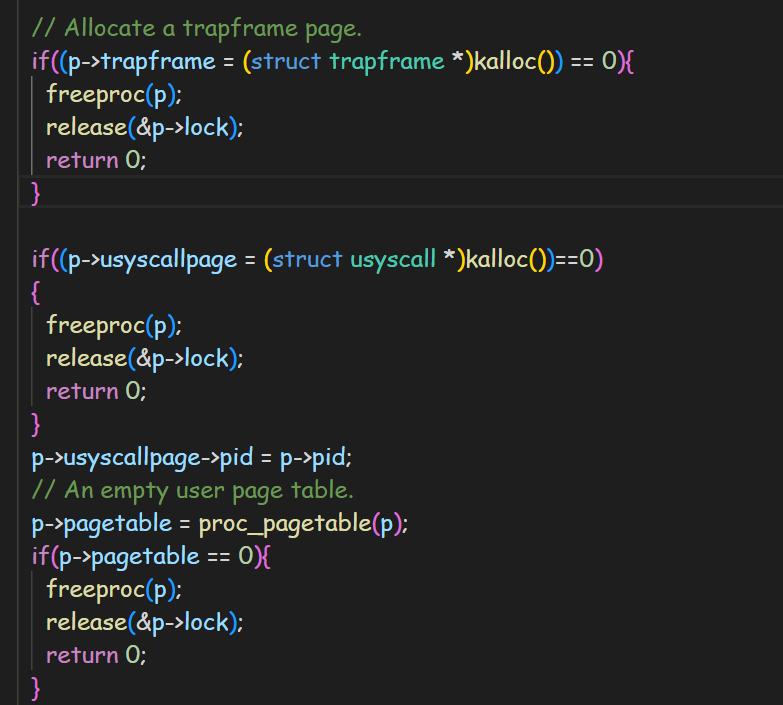 // Allocate a trapframe page.
if((p->trapframe = (struct trapframe *)kalloc()) == 0){
freeproc(p);
release(&p->lock);
return 0;
}
if((p->usyscallpage = (struct usyscall *)kalloc())==0)
{
freeproc(p);
release(&p->lock);
return 0;
}
p->usyscallpage->pid = p->pid;
// An empty user page table.
p->pagetable = proc_pagetable(p);
if(p->pagetable == 0){
freeproc(p);
release(&p->lock);
return 0;
}